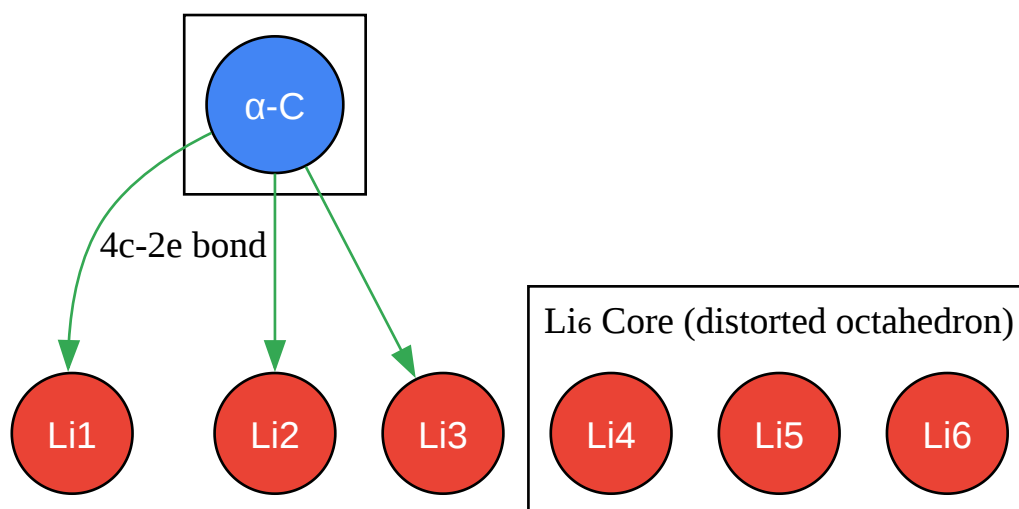 α-C
4c-2e bond
Li₆ Core (distorted octahedron)
Li1
Li2
Li3
Li4
Li5
Li6